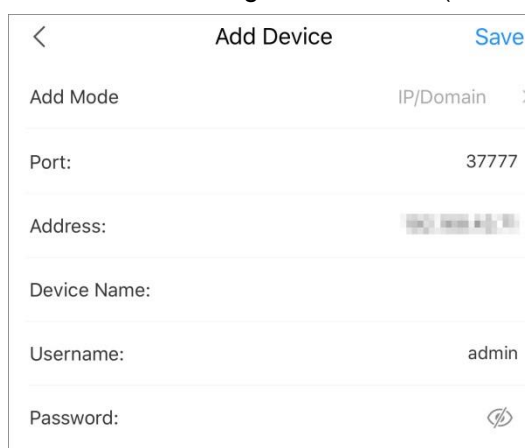 Add Device Save
Add Mode IP/Domain
Port: 37777
Address:
Device Name:
Username: admin
Password: